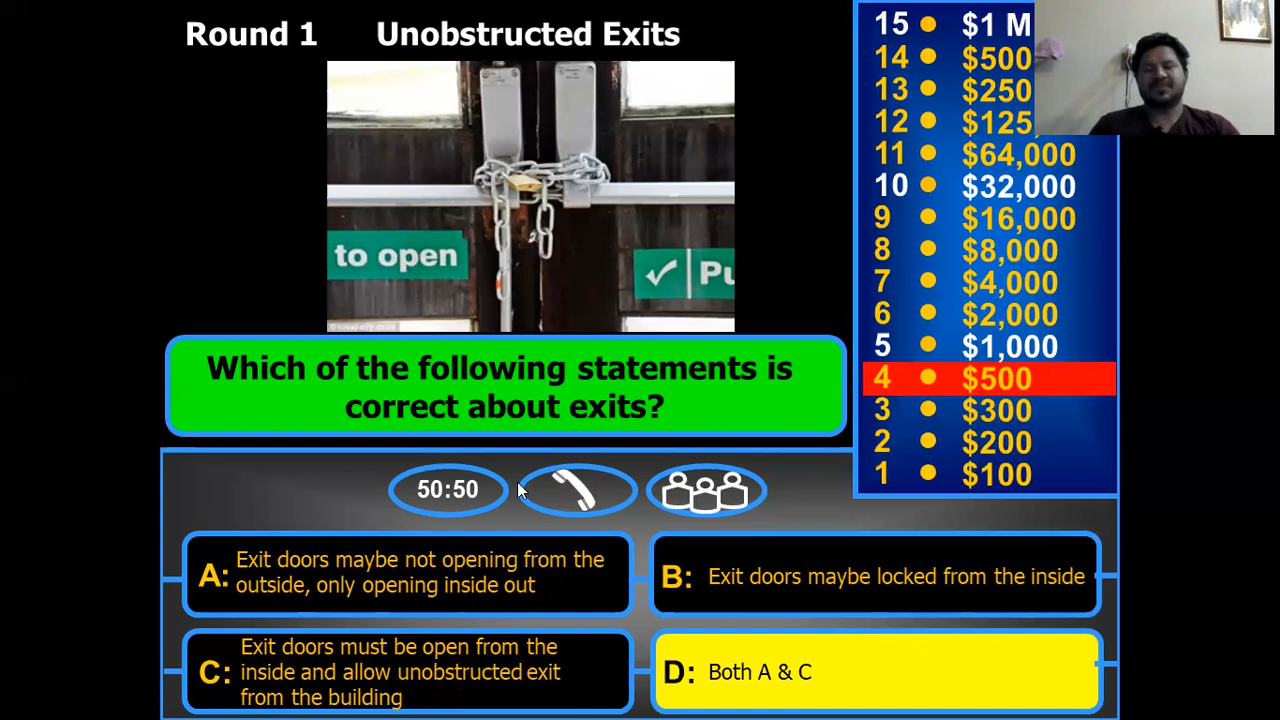 Round 1 Unobstructed Exits
to open
Which of the following statements is
correct about exits?
15 $1 M
14 $500
13 $250
12 $125,
11 $64,000
10 $32,000
9 $16,000
8 $8,000
7 $4,000
6 $2,000
5 $1,000
4 $500
3 $300
2 $200
1 $100
50:50
A: Exit doors maybe not opening from the
outside, only opening inside out
B: Exit doors maybe locked from the inside
C: Exit doors must be open from the
inside and allow unobstructed exit
from the building
D: Both A & C